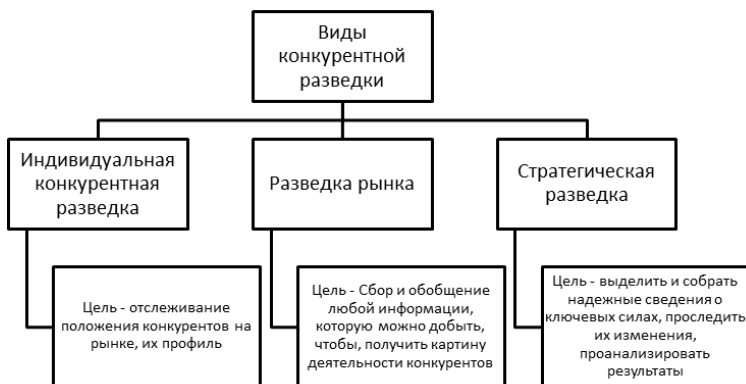 Виды
конкурентной
разведки
Индивидуальная
конкурентная
разведка
Разведка рынка
Стратегическая
разведка
Цель - отслеживание
положения конкурентов на
рынке, их профиль
Цель - Сбор и обобщение
любой информации,
которую можно добыть,
чтобы, получить картину
деятельности конкурентов
Цель - выделить и собрать
надежные сведения о
ключевых силах, проследить
их изменения,
проанализировать
результаты